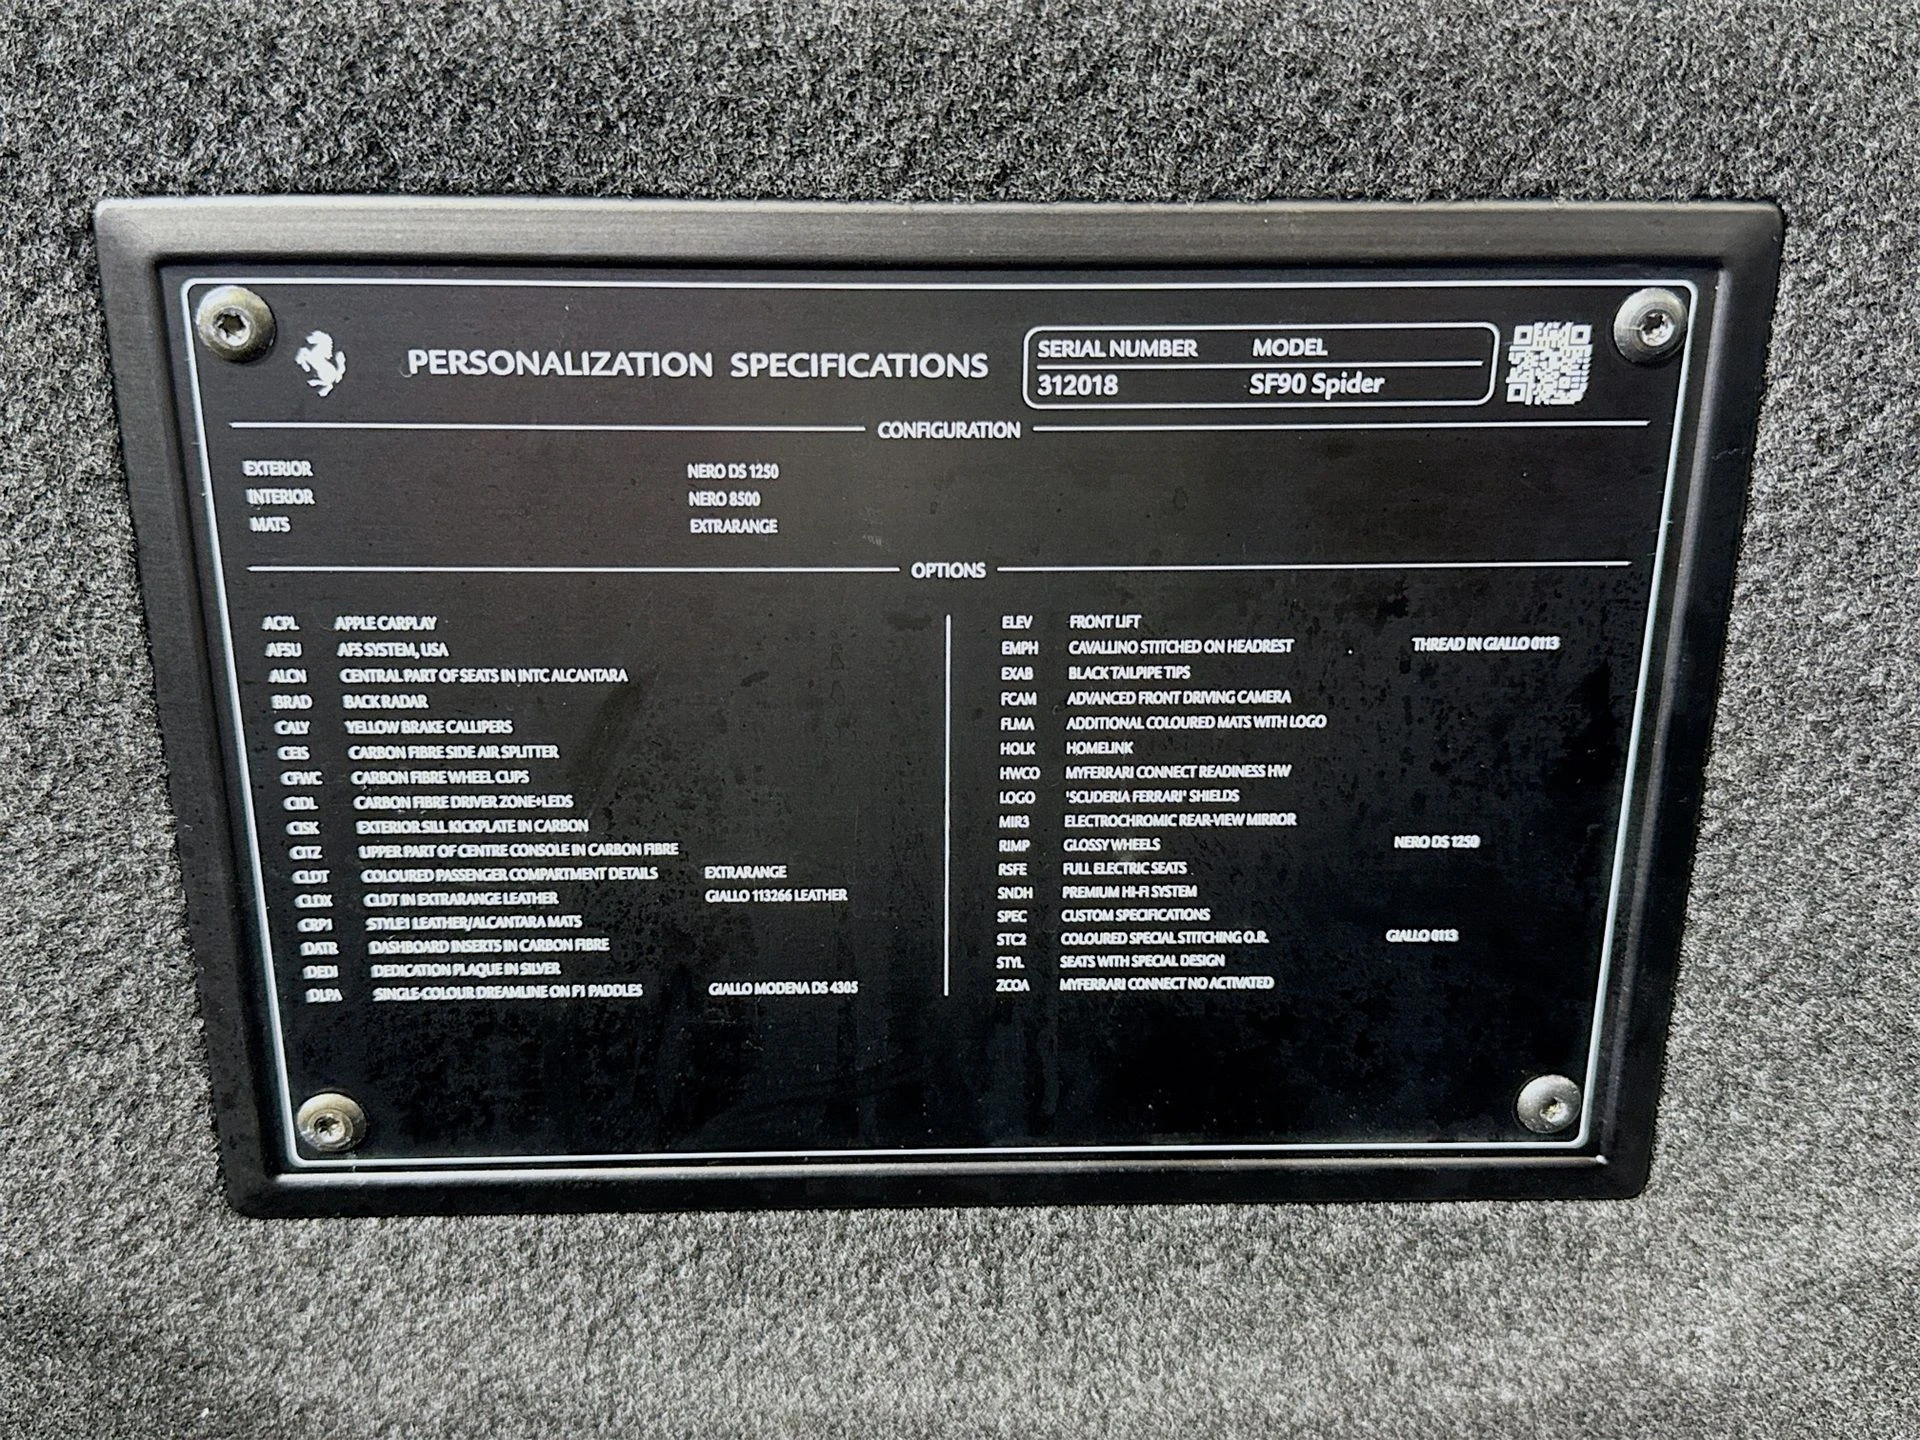 PERSONALIZATION SPECIFICATIONS
SERIAL NUMBER MODEL
312018 SF90 Spider
CONFIGURATION
EXTERIOR NERO DS 1250
INTERIOR NERO 8500
MATS EXTRARANGE
OPTIONS
ACPL APPLE CARPLAY
AFSU AFS SYSTEM, USA
ALCN CENTRAL PART OF SEATS IN INTC ALCANTARA
BRAD BACK RADAR
CALY YELLOW BRAKE CALLIPERS
CEIS CARBON FIBRE SIDE AIR SPLITTER
CFWC CARBON FIBRE WHEEL CUPS
CIDL CARBON FIBRE DRIVER ZONE+LEDS
CISK EXTERIOR SILL KICKPLATE IN CARBON
CITZ UPPER PART OF CENTRE CONSOLE IN CARBON FIBRE
CLDT COLOURED PASSENGER COMPARTMENT DETAILS EXTRARANGE
CLDX CLDT IN EXTRARANGE LEATHER GIALLO 113266 LEATHER
CRP1 STYLE1 LEATHER/ALCANTARA MATS
DATR DASHBOARD INSERTS IN CARBON FIBRE
DEDI DEDICATION PLAQUE IN SILVER
DLPA SINGLE-COLOUR DREAMLINE ON F1 PADDLES GIALLO MODENA DS 4305
ELEV FRONT LIFT
EMPH CAVALLINO STITCHED ON HEADREST THREAD IN GIALLO 0113
EXAB BLACK TAILPIPE TIPS
FCAM ADVANCED FRONT DRIVING CAMERA
FLMA ADDITIONAL COLOURED MATS WITH LOGO
HOLK HOMELINK
HWCO MYFERRARI CONNECT READINESS HW
LOGO 'SCUDERIA FERRARI' SHIELDS
MIR3 ELECTROCHROMIC REAR-VIEW MIRROR
RIMP GLOSSY WHEELS NERO DS 1250
RSFE FULL ELECTRIC SEATS
SNDH PREMIUM HI-FI SYSTEM
SPEC CUSTOM SPECIFICATIONS
STC2 COLOURED SPECIAL STITCHING O.R. GIALLO 0113
STYL SEATS WITH SPECIAL DESIGN
ZCOA MYFERRARI CONNECT NO ACTIVATED